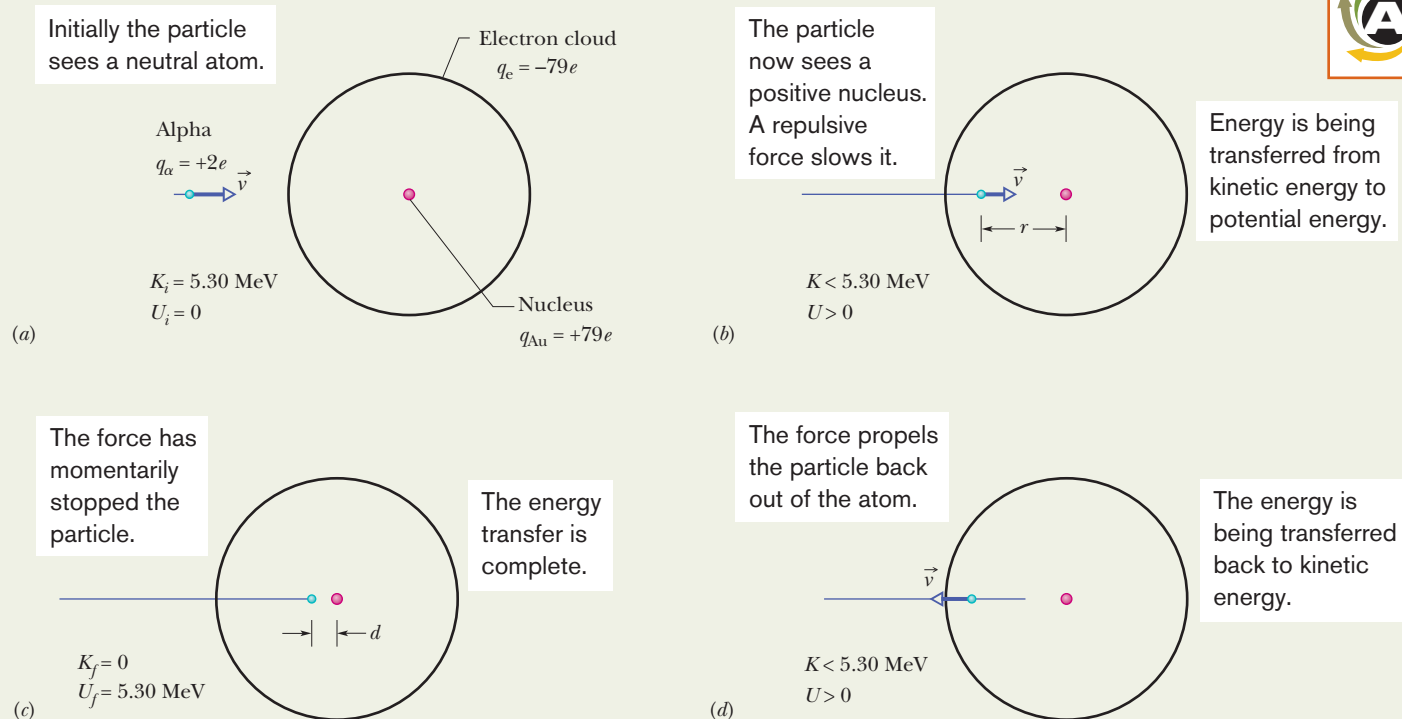 Initially the particle
sees a neutral atom.
Electron cloud
q_e = –79e
Alpha
q_α = +2e
v⃗
K_i = 5.30 MeV
U_i = 0
Nucleus
q_Au = +79e
(a)
A
The particle
now sees a
positive nucleus.
A repulsive
force slows it.
v⃗
r
Energy is being
transferred from
kinetic energy to
potential energy.
K < 5.30 MeV
U > 0
(b)
The force has
momentarily
stopped the
particle.
The energy
transfer is
complete.
d
K_f = 0
U_f = 5.30 MeV
(c)
The force propels
the particle back
out of the atom.
v⃗
The energy is
being transferred
back to kinetic
energy.
K < 5.30 MeV
U > 0
(d)